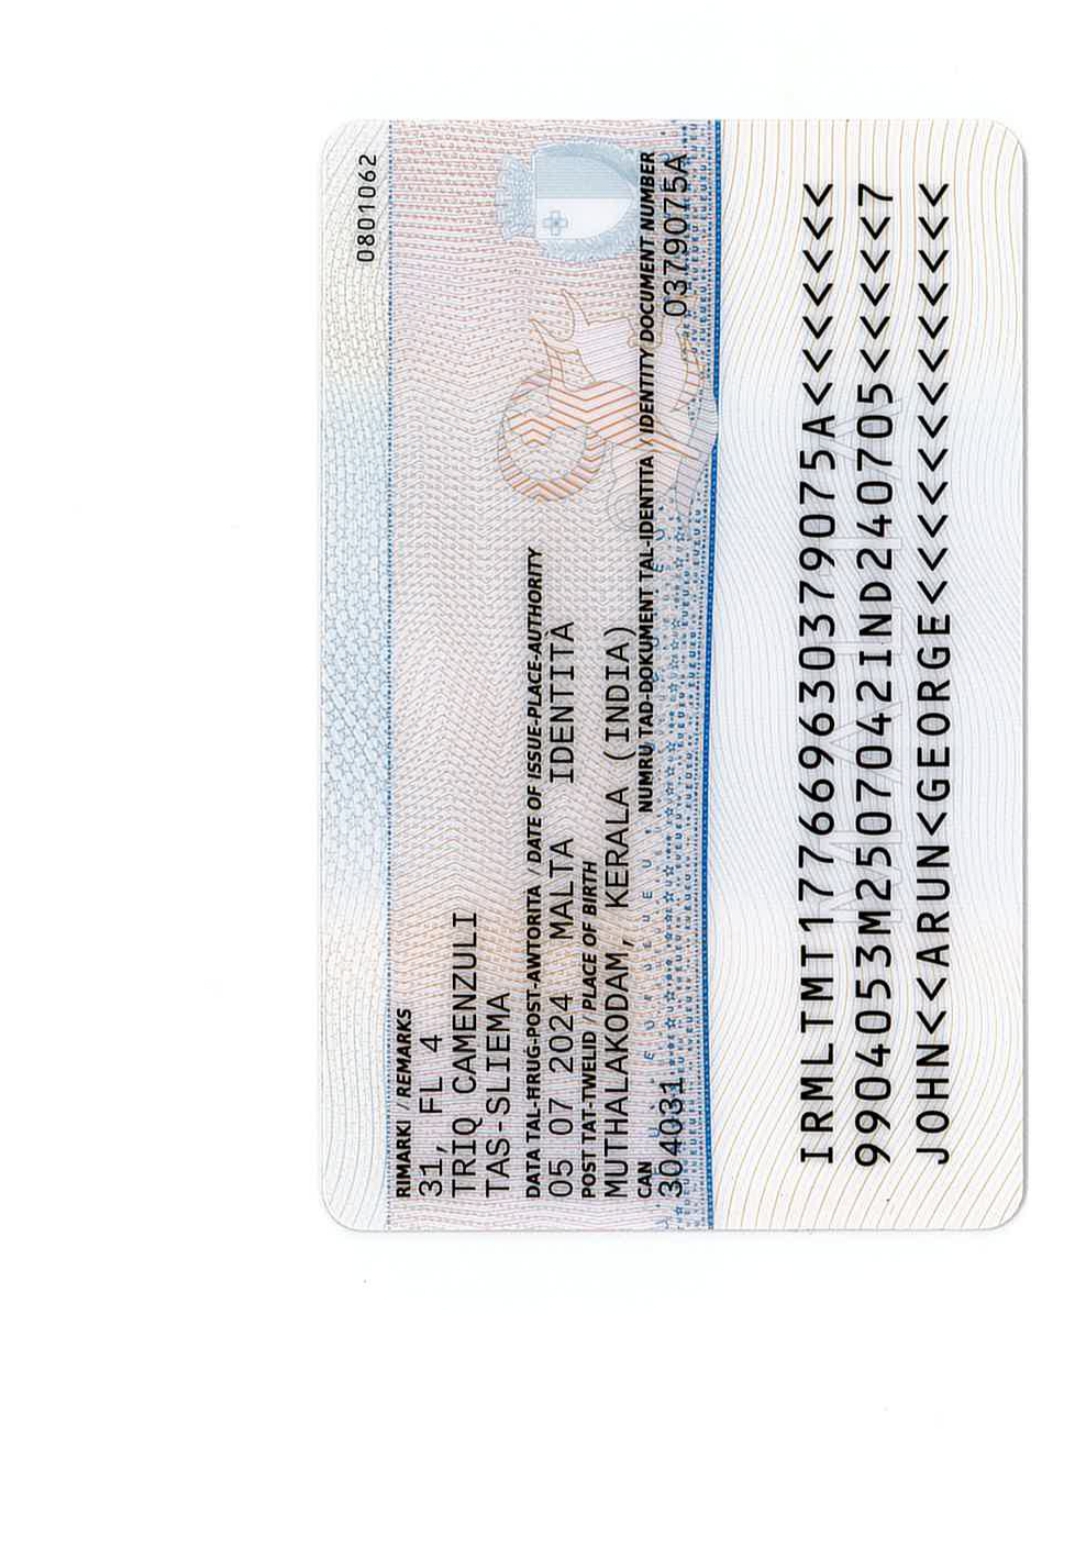 0801062
RIMARKI / REMARKS
31, FL 4
TRIQ CAMENZULI
TAS-SLIEMA
DATA TAL-ĦRUĠ-POST-AWTORITÀ / DATE OF ISSUE-PLACE-AUTHORITY
05 07 2024 MALTA IDENTITÀ
POST TAT-TWELID / PLACE OF BIRTH
MUTHALAKODAM, KERALA (INDIA)
CAN NUMRU TAD-DOKUMENT TAL-IDENTITÀ / IDENTITY DOCUMENT NUMBER
304031 0379075A
IRMLTMT177669630379075A<<<<<<<
9904053M2507042IND240705<<<<<7
JOHN<<ARUN<GEORGE<<<<<<<<<<<<<